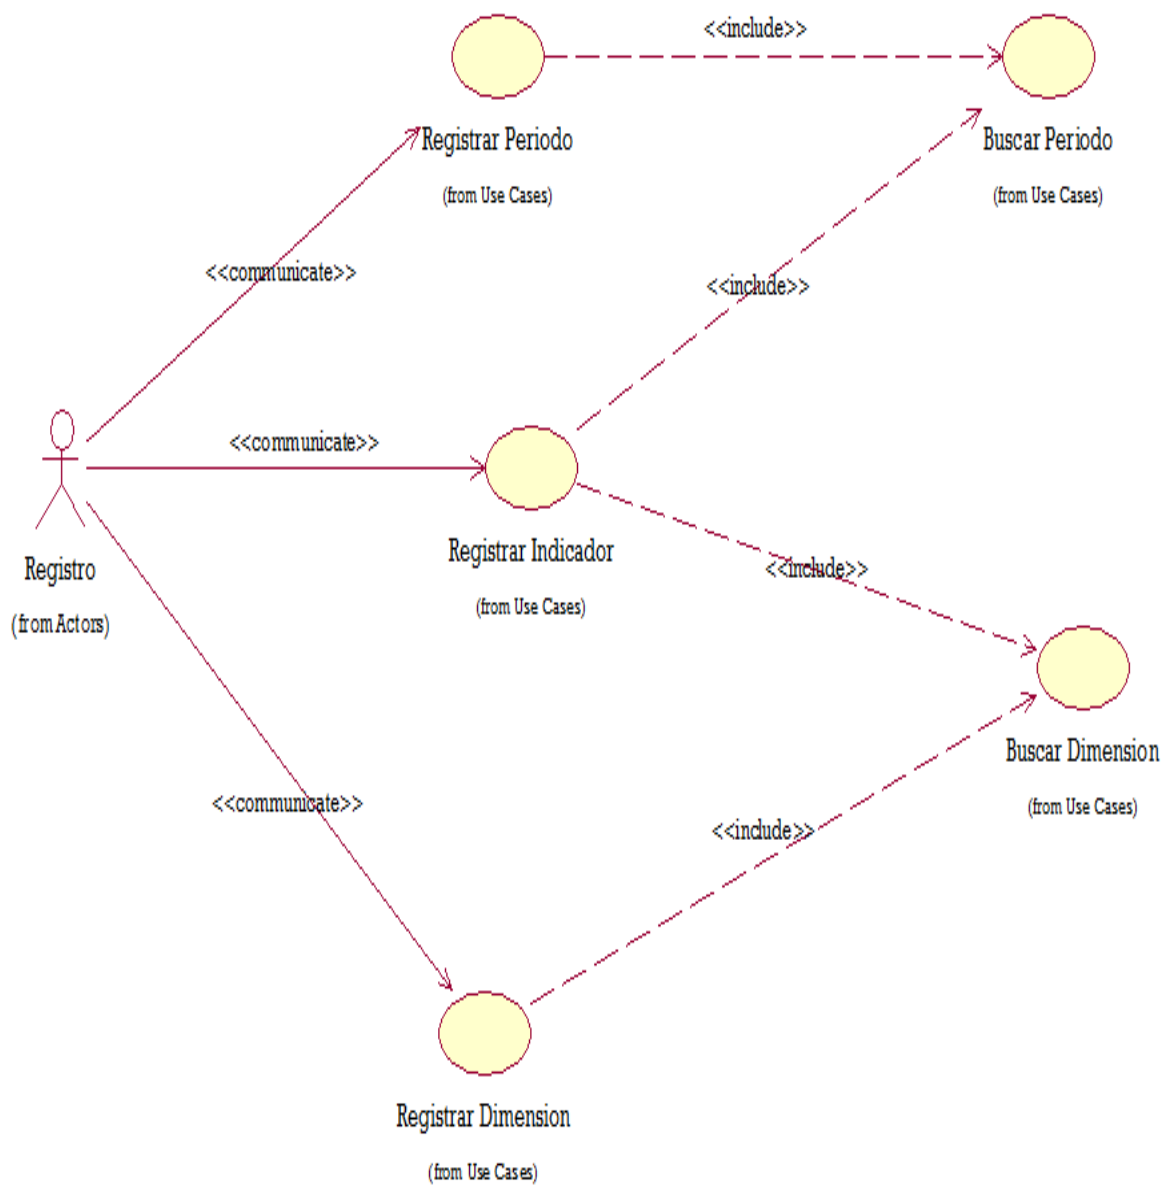 <<include>>
Registrar Periodo
(from Use Cases)
Buscar Periodo
(from Use Cases)
<<communicate>>
<<include>>
<<communicate>>
Registro
(from Actors)
Registrar Indicador
(from Use Cases)
<<include>>
Buscar Dimension
(from Use Cases)
<<communicate>>
<<include>>
Registrar Dimension
(from Use Cases)